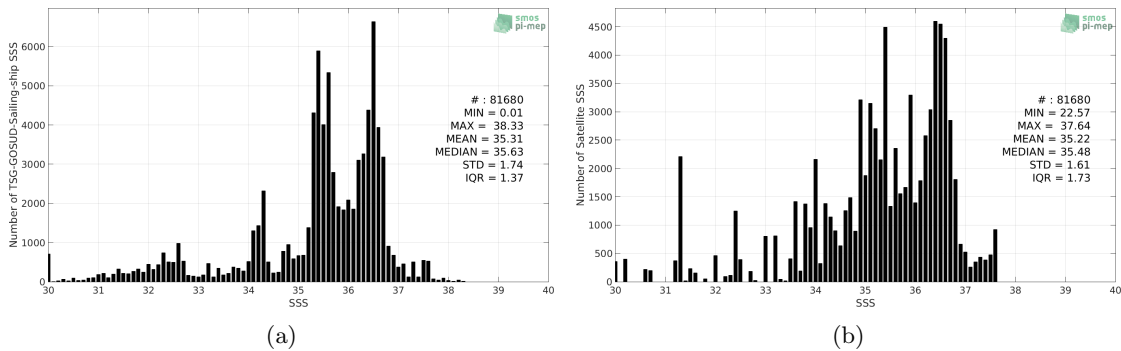 smos
pi-mep
Number of TSG-GOSUD-Sailing-ship SSS
6000
5000
4000
3000
2000
1000
0
# : 81680
MIN = 0.01
MAX = 38.33
MEAN = 35.31
MEDIAN = 35.63
STD = 1.74
IQR = 1.37
30 31 32 33 34 35 36 37 38 39 40
SSS
(a)
smos
pi-mep
Number of Satellite SSS
4500
4000
3500
3000
2500
2000
1500
1000
500
0
# : 81680
MIN = 22.57
MAX = 37.64
MEAN = 35.22
MEDIAN = 35.48
STD = 1.61
IQR = 1.73
30 31 32 33 34 35 36 37 38 39 40
SSS
(b)